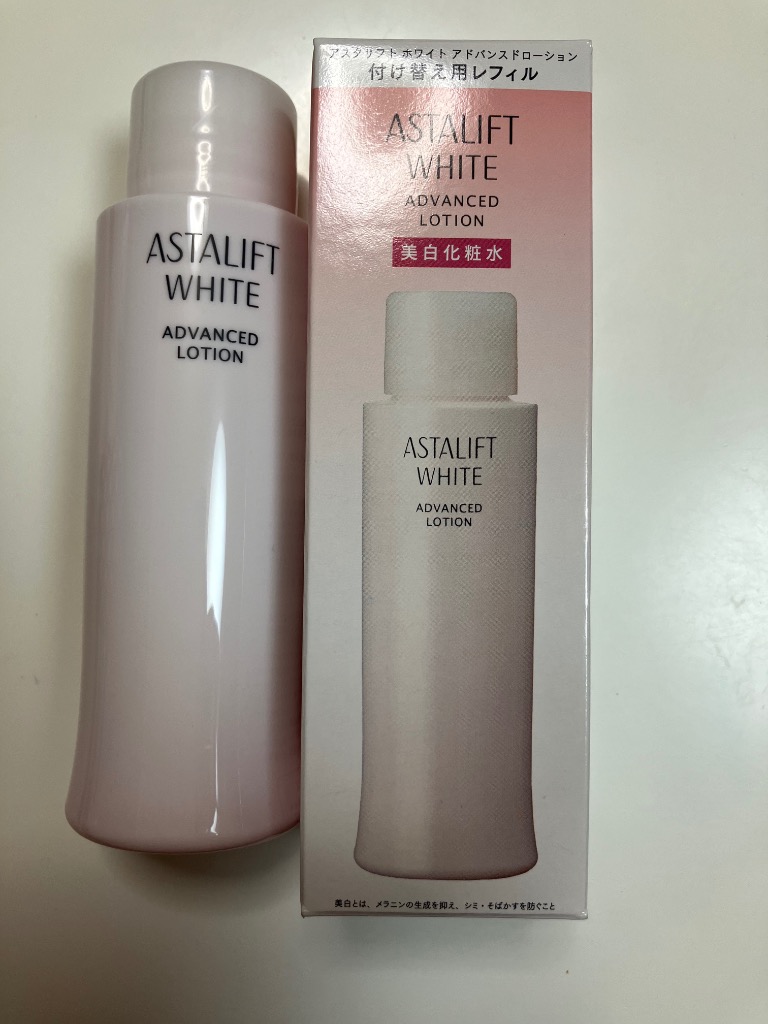 ASTALIFT
WHITE
ADVANCED
LOTION
アスタリフト ホワイト アドバンスドローション
付け替え用レフィル
ASTALIFT
WHITE
ADVANCED
LOTION
美白化粧水
ASTALIFT
WHITE
ADVANCED
LOTION
美白とは、メラニンの生成を抑え、シミ・そばかすを防ぐこと